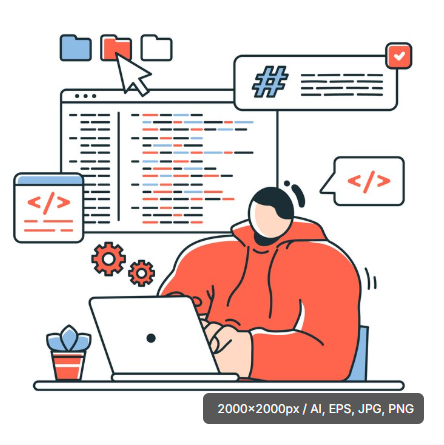 #
</>
</>
2000×2000px / AI, EPS, JPG, PNG